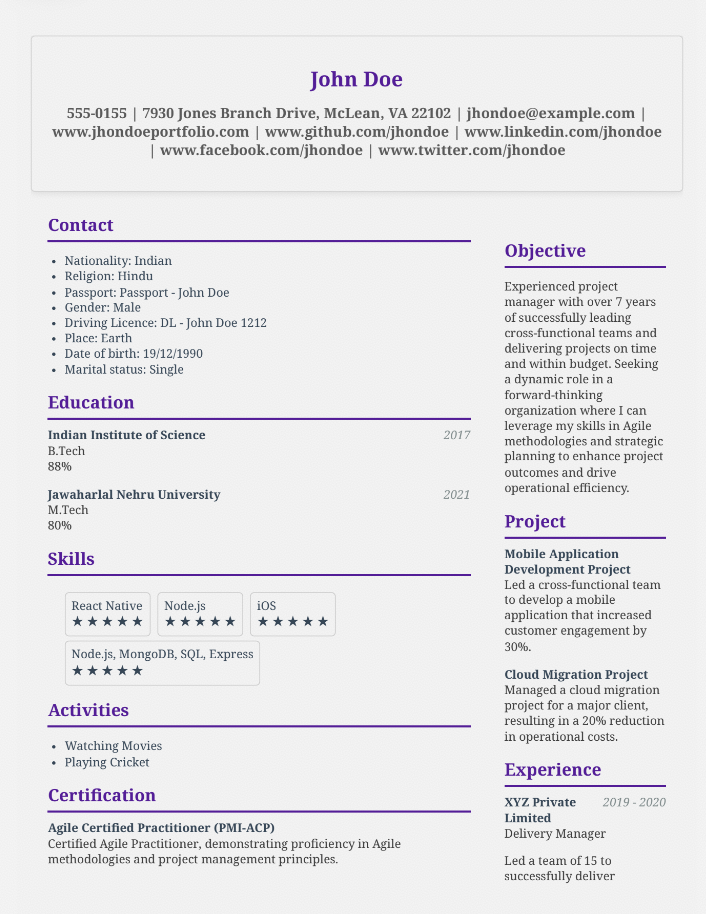 John Doe
555-0155 | 7930 Jones Branch Drive, McLean, VA 22102 | jhondoe@example.com |
www.jhondoeportfolio.com | www.github.com/jhondoe | www.linkedin.com/jhondoe
| www.facebook.com/jhondoe | www.twitter.com/jhondoe
Contact
• Nationality: Indian
• Religion: Hindu
• Passport: Passport - John Doe
• Gender: Male
• Driving Licence: DL - John Doe 1212
• Place: Earth
• Date of birth: 19/12/1990
• Marital status: Single
Education
Indian Institute of Science 2017
B.Tech
88%
Jawaharlal Nehru University 2021
M.Tech
80%
Skills
React Native Node.js iOS
★★★★★ ★★★★★ ★★★★★
Node.js, MongoDB, SQL, Express
★★★★★
Activities
• Watching Movies
• Playing Cricket
Certification
Agile Certified Practitioner (PMI-ACP)
Certified Agile Practitioner, demonstrating proficiency in Agile
methodologies and project management principles.
Objective
Experienced project
manager with over 7 years
of successfully leading
cross-functional teams and
delivering projects on time
and within budget. Seeking
a dynamic role in a
forward-thinking
organization where I can
leverage my skills in Agile
methodologies and strategic
planning to enhance project
outcomes and drive
operational efficiency.
Project
Mobile Application
Development Project
Led a cross-functional team
to develop a mobile
application that increased
customer engagement by
30%.
Cloud Migration Project
Managed a cloud migration
project for a major client,
resulting in a 20% reduction
in operational costs.
Experience
XYZ Private 2019 - 2020
Limited
Delivery Manager
Led a team of 15 to
successfully deliver